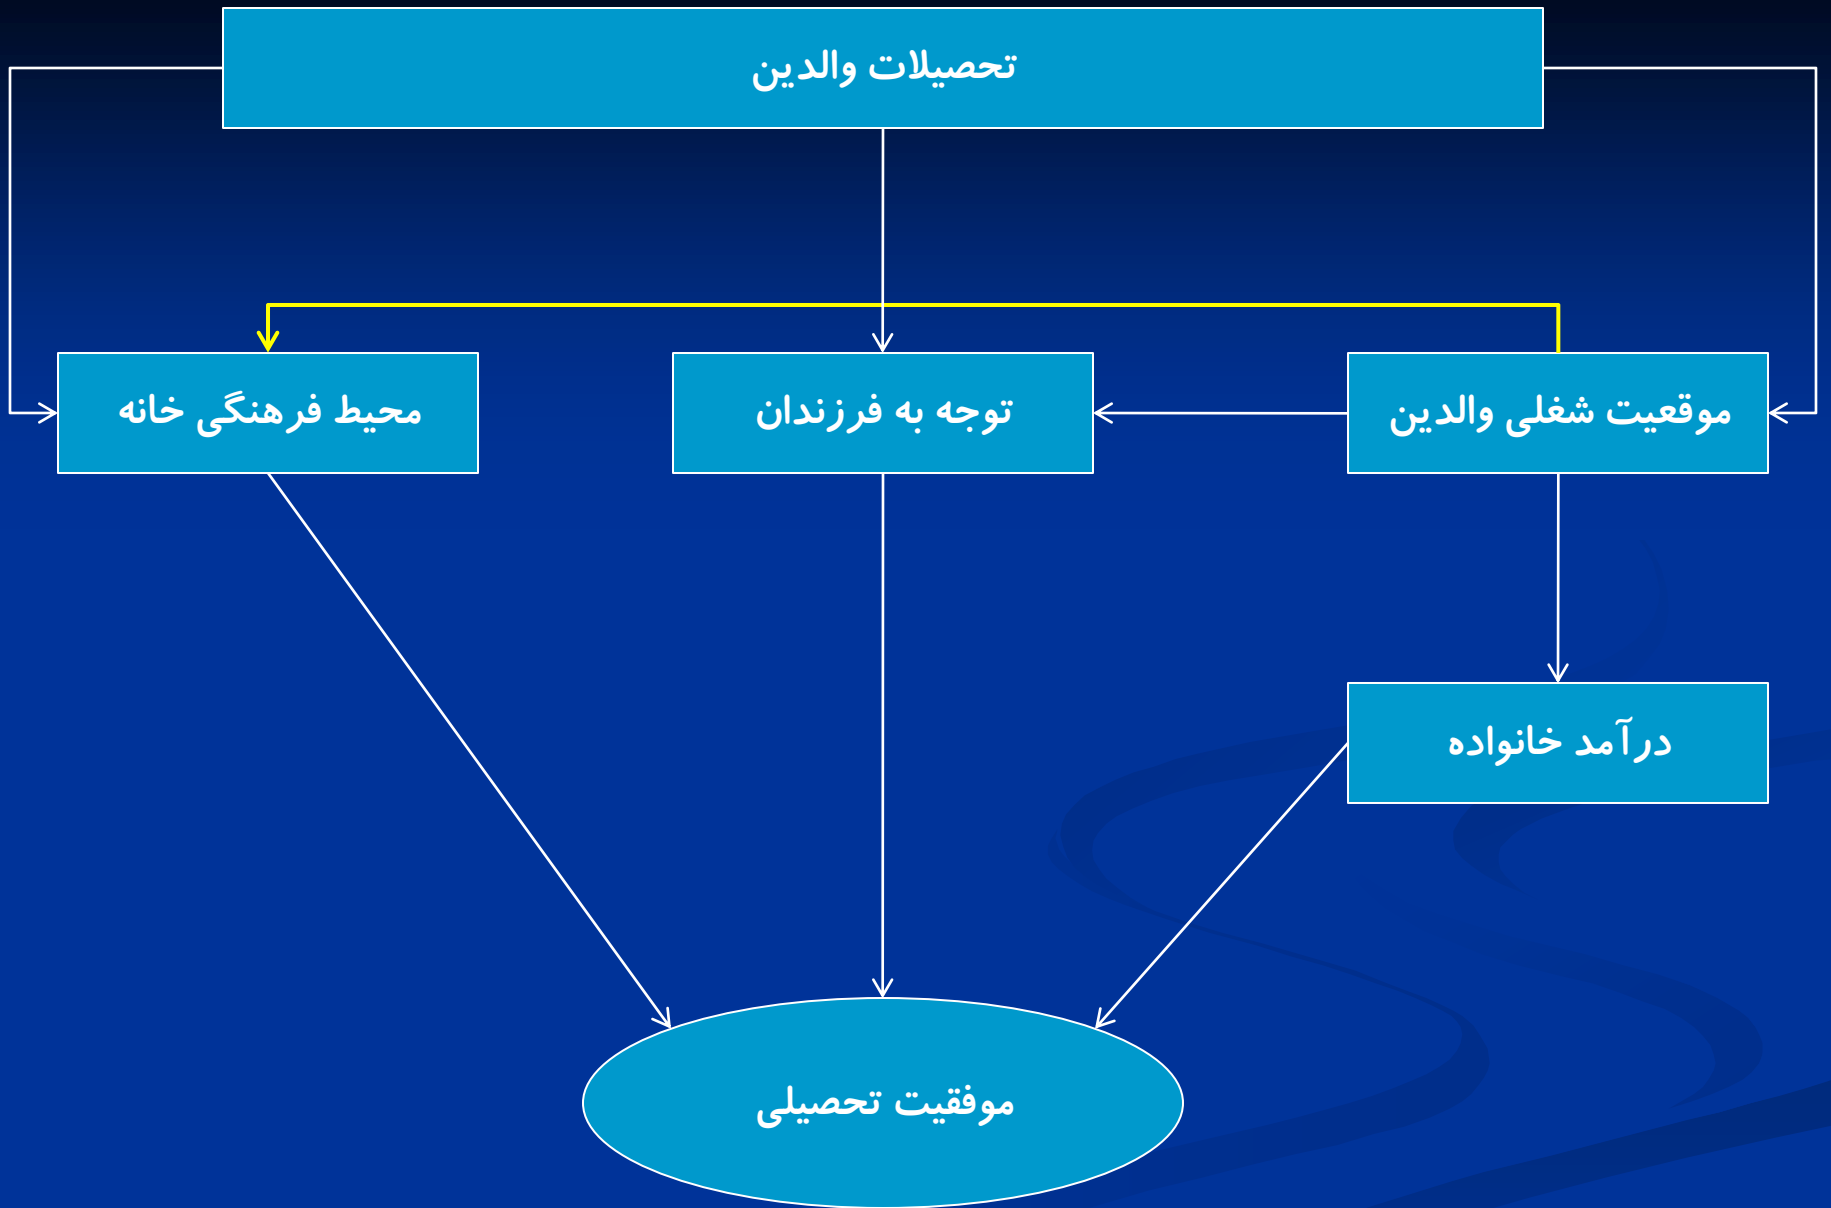 تحصیلات والدین
موقعیت شغلی والدین
توجه به فرزندان
محیط فرهنگی خانه
درآمد خانواده
موفقیت تحصیلی